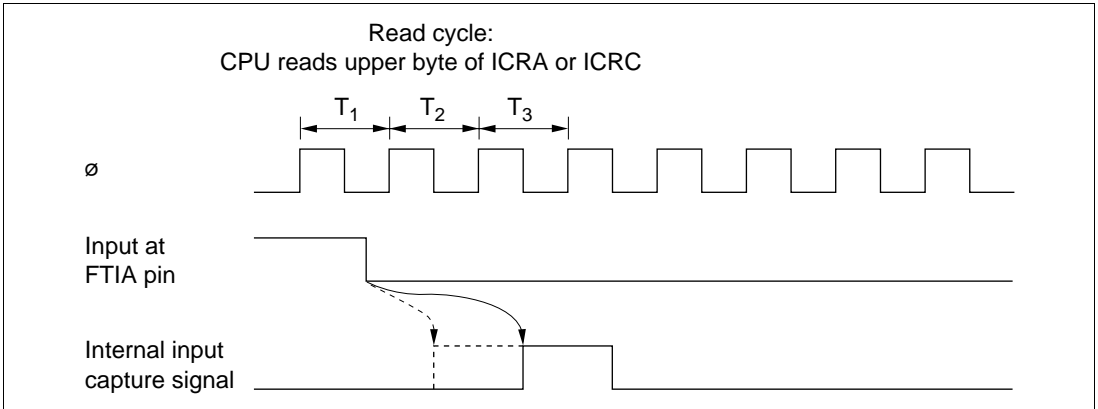 Read cycle:
CPU reads upper byte of ICRA or ICRC
T1 T2 T3
ø
Input at
FTIA pin
Internal input
capture signal